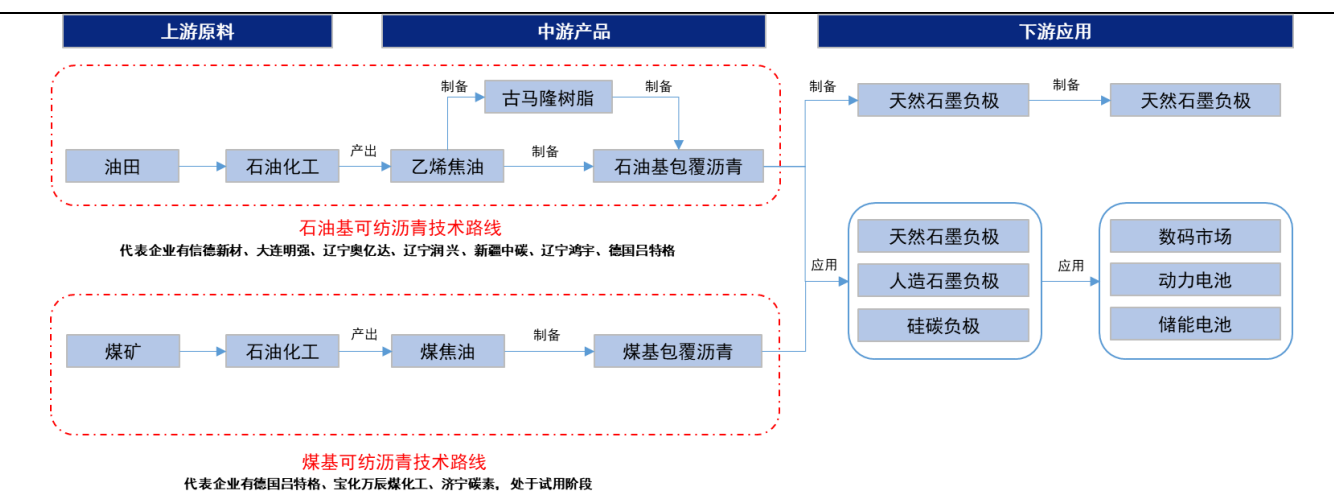 上游原料
中游产品
下游应用
制备
古马隆树脂
制备
制备
天然石墨负极
制备
天然石墨负极
油田
石油化工
产出
乙烯焦油
制备
石油基包覆沥青
石油基可纺沥青技术路线
代表企业有信德新材、大连明强、辽宁奥亿达、辽宁润兴、新疆中碳、辽宁鸿宇、德国吕特格
应用
天然石墨负极
人造石墨负极
硅碳负极
应用
数码市场
动力电池
储能电池
煤矿
石油化工
产出
煤焦油
制备
煤基包覆沥青
煤基可纺沥青技术路线
代表企业有德国吕特格、宝化万辰煤化工、济宁碳素，处于试用阶段